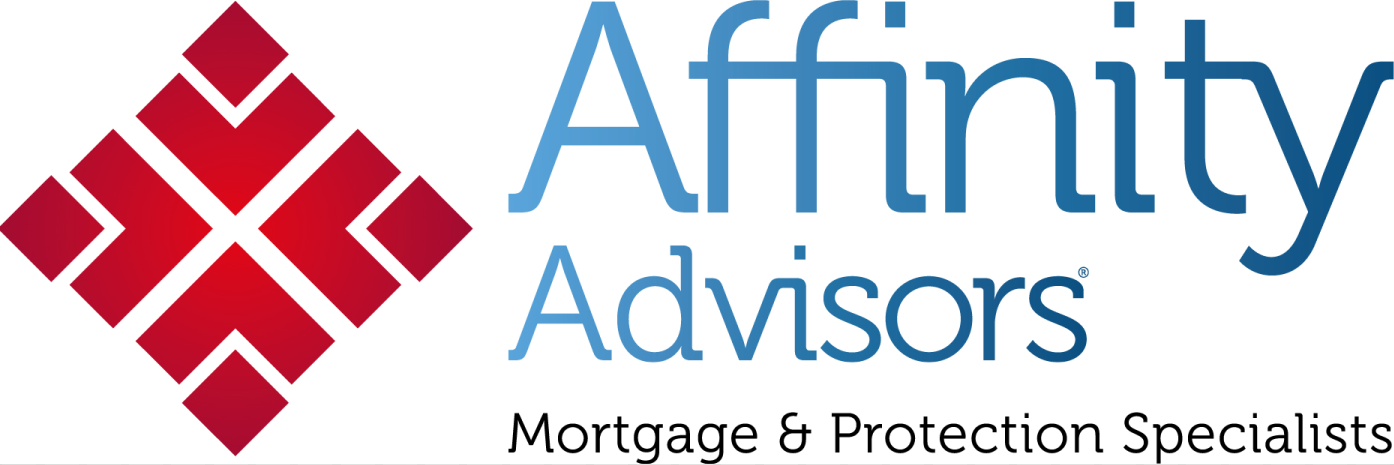 Affinity
Advisors®
Mortgage & Protection Specialists